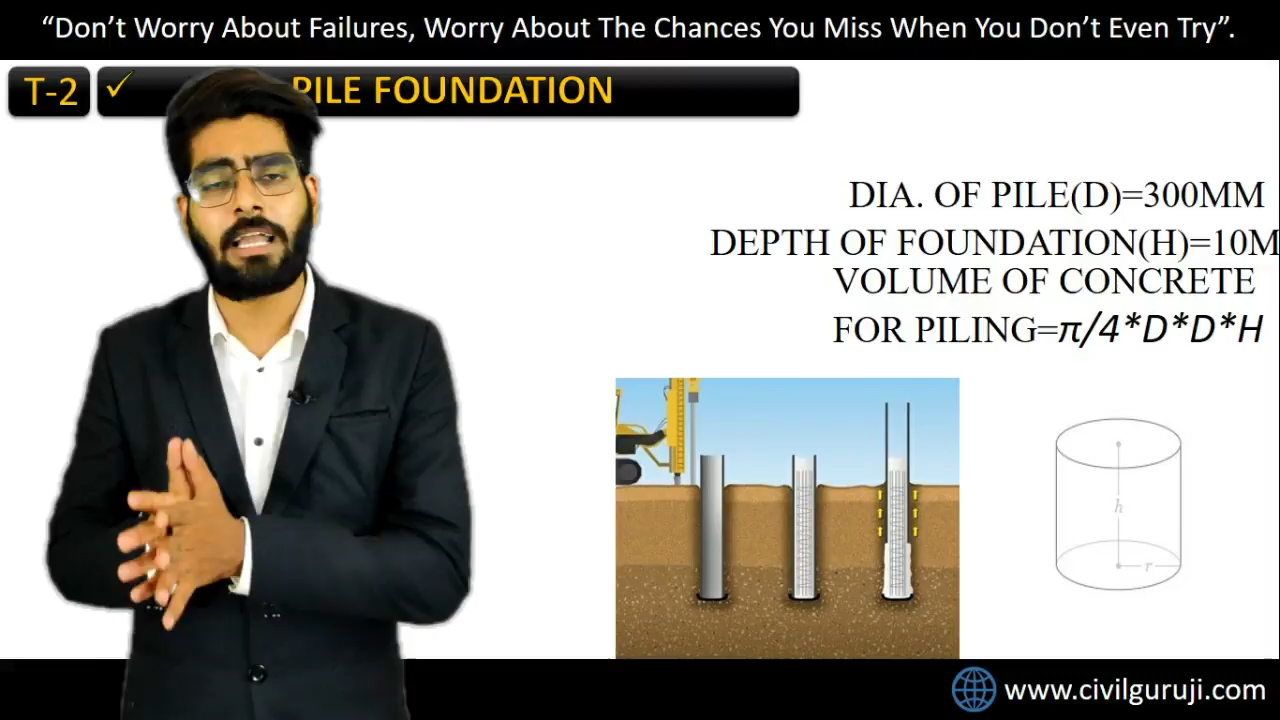 “Don’t Worry About Failures, Worry About The Chances You Miss When You Don’t Even Try”.
T-2 ✓ PILE FOUNDATION
DIA. OF PILE(D)=300MM
DEPTH OF FOUNDATION(H)=10M
VOLUME OF CONCRETE
FOR PILING=π/4*D*D*H
h
r
www.civilguruji.com